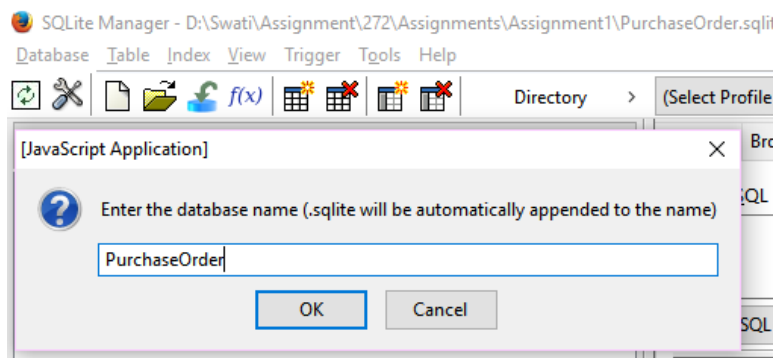 SQLite Manager - D:\Swati\Assignment\272\Assignments\Assignment1\PurchaseOrder.sqlit
Database Table Index View Trigger Tools Help
f(x) Directory > (Select Profile
[JavaScript Application]
Bro
Enter the database name (.sqlite will be automatically appended to the name)
SQL
PurchaseOrder
OK Cancel
SQL